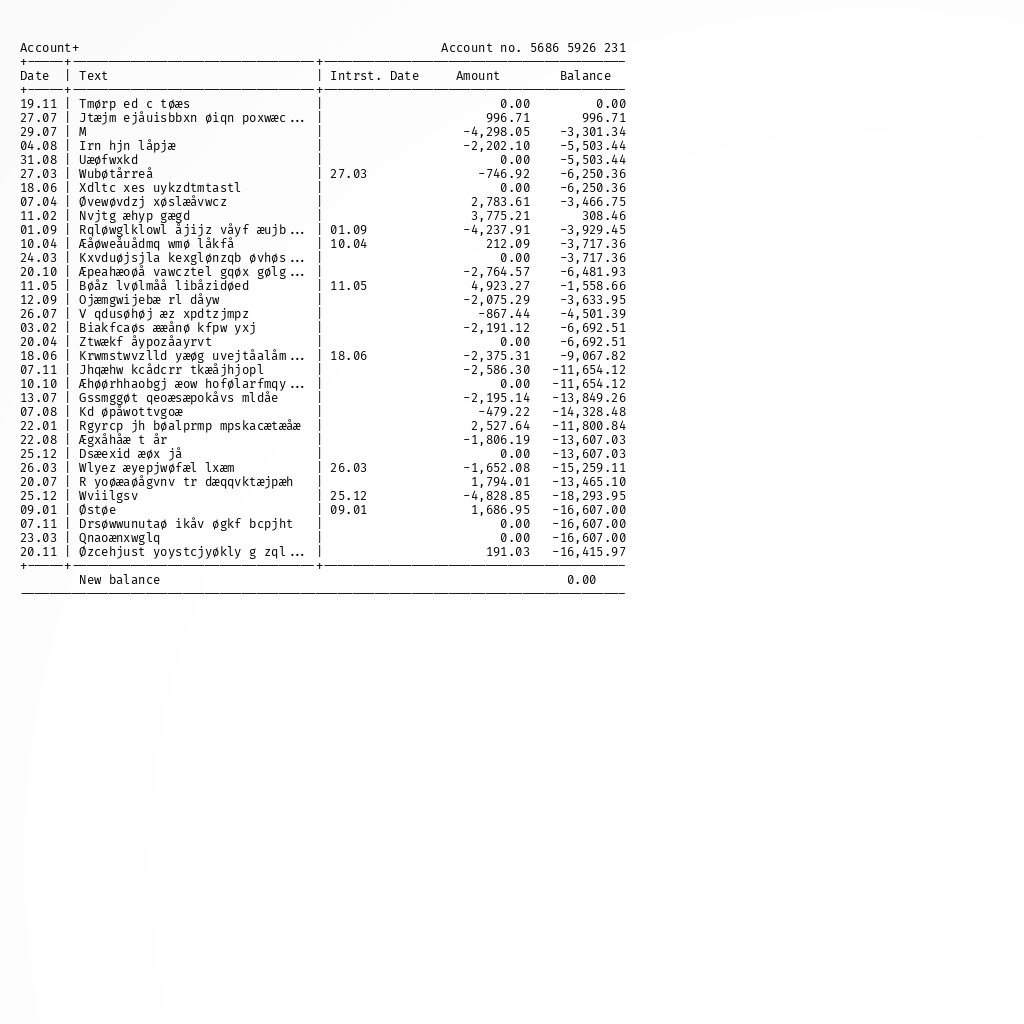 Account+ Account no. 5686 5926 231
Date | Text | Intrst. Date Amount Balance
19.11 | Tmørp ed c tøæs | 0.00 0.00
27.07 | Jtæjm ejåuisbbxn øiqn poxwæc... | 996.71 996.71
29.07 | M | -4,298.05 -3,301.34
04.08 | Irn hjn låpjæ | -2,202.10 -5,503.44
31.08 | Uæøfwxkd | 0.00 -5,503.44
27.03 | Wubøtårreå | 27.03 -746.92 -6,250.36
18.06 | Xdltc xes uykzdtmtastl | 0.00 -6,250.36
07.04 | Øvewøvdzj xøslæåvwcz | 2,783.61 -3,466.75
11.02 | Nvjtg æhyp gægd | 3,775.21 308.46
01.09 | Rqløwglklowl åjijz våyf æujb... | 01.09 -4,237.91 -3,929.45
10.04 | Æåøweåuådmq wmø låkfå | 10.04 212.09 -3,717.36
24.03 | Kxvduøjsjla kexglønzqb øvhøs... | 0.00 -3,717.36
20.10 | Æpeahæoøå vawcztel gqøx gølg... | -2,764.57 -6,481.93
11.05 | Bøåz lvølmåå libåzidøed | 11.05 4,923.27 -1,558.66
12.09 | Ojæmgwijebæ rl dåyw | -2,075.29 -3,633.95
26.07 | V qdusøhøj æz xpdtzjmpz | -867.44 -4,501.39
03.02 | Biakfcaøs ææånø kfpw yxj | -2,191.12 -6,692.51
20.04 | Ztwækf åypozåayrvt | 0.00 -6,692.51
18.06 | Krwmstwvzlld yæøg uvejtåalåm... | 18.06 -2,375.31 -9,067.82
07.11 | Jhqæhw kcådcrr tkæåjhjopl | -2,586.30 -11,654.12
10.10 | Æhøørhhaobgj æow hofølarfmqy... | 0.00 -11,654.12
13.07 | Gssmggøt qeoæsæpokåvs mldåe | -2,195.14 -13,849.26
07.08 | Kd øpåwottvgoæ | -479.22 -14,328.48
22.01 | Rgyrcp jh bøalprmp mpskacætæåæ | 2,527.64 -11,800.84
22.08 | Ægxåhåæ t år | -1,806.19 -13,607.03
25.12 | Dsæexid æøx jå | 0.00 -13,607.03
26.03 | Wlyez æyepjwøfæl lxæm | 26.03 -1,652.08 -15,259.11
20.07 | R yoøæaøågvnv tr dæqqvktæjpæh | 1,794.01 -13,465.10
25.12 | Wviilgsv | 25.12 -4,828.85 -18,293.95
09.01 | Østøe | 09.01 1,686.95 -16,607.00
07.11 | Drsøwwunutaø ikåv øgkf bcpjht | 0.00 -16,607.00
23.03 | Qnaoænxwglq | 0.00 -16,607.00
20.11 | Øzcehjust yoystcjyøkly g zql... | 191.03 -16,415.97
New balance 0.00